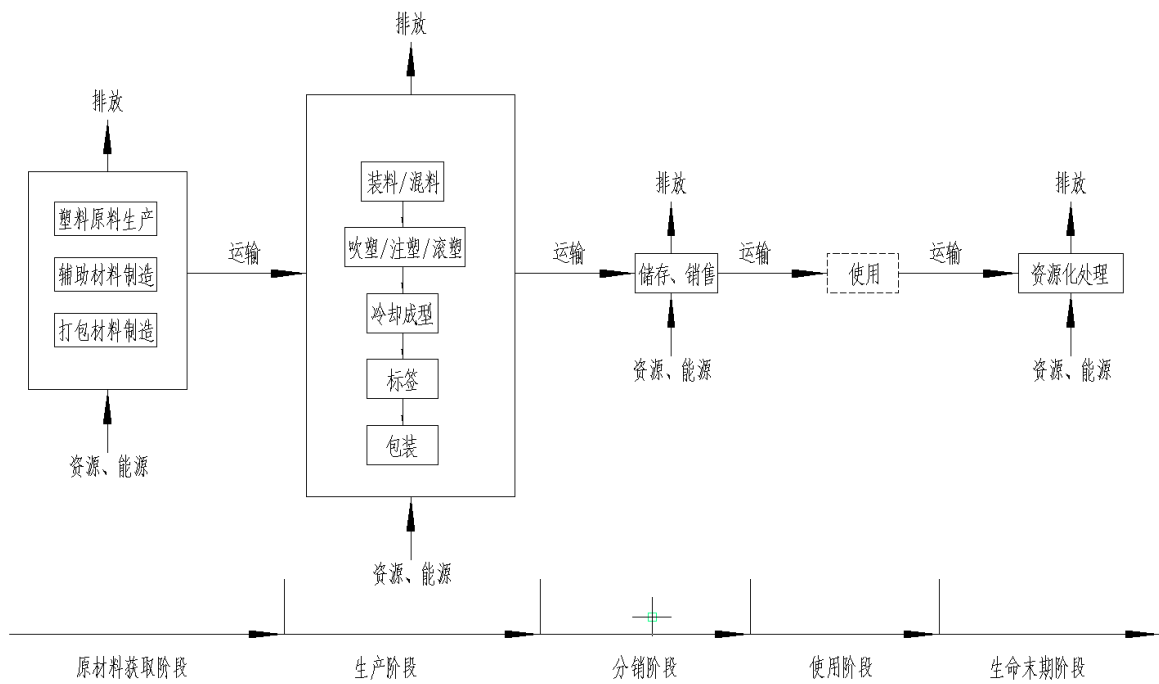 排放
排放
塑料原料生产
辅助材料制造
打包材料制造
资源、能源
运输
装料/混料
吹塑/注塑/滚塑
冷却成型
标签
包装
资源、能源
运输
排放
储存、销售
资源、能源
运输
使用
运输
排放
资源化处理
资源、能源
原材料获取阶段
生产阶段
分销阶段
使用阶段
生命末期阶段